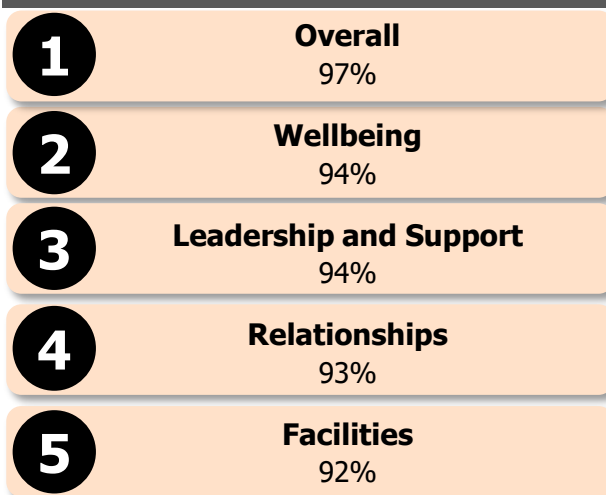 1
Overall
97%
2
Wellbeing
94%
3
Leadership and Support
94%
4
Relationships
93%
5
Facilities
92%